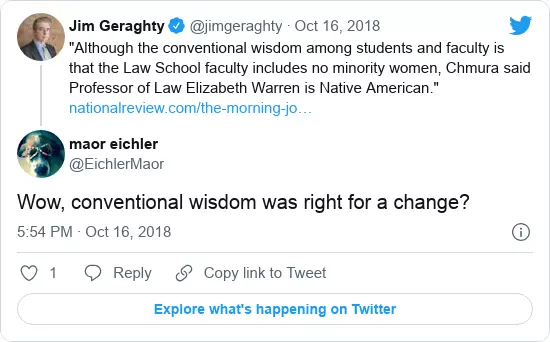 Jim Geraghty @jimgeraghty · Oct 16, 2018
"Although the conventional wisdom among students and faculty is
that the Law School faculty includes no minority women, Chmura said
Professor of Law Elizabeth Warren is Native American."
nationalreview.com/the-morning-jo…
maor eichler
@EichlerMaor
Wow, conventional wisdom was right for a change?
5:54 PM · Oct 16, 2018
1 Reply Copy link to Tweet
Explore what's happening on Twitter